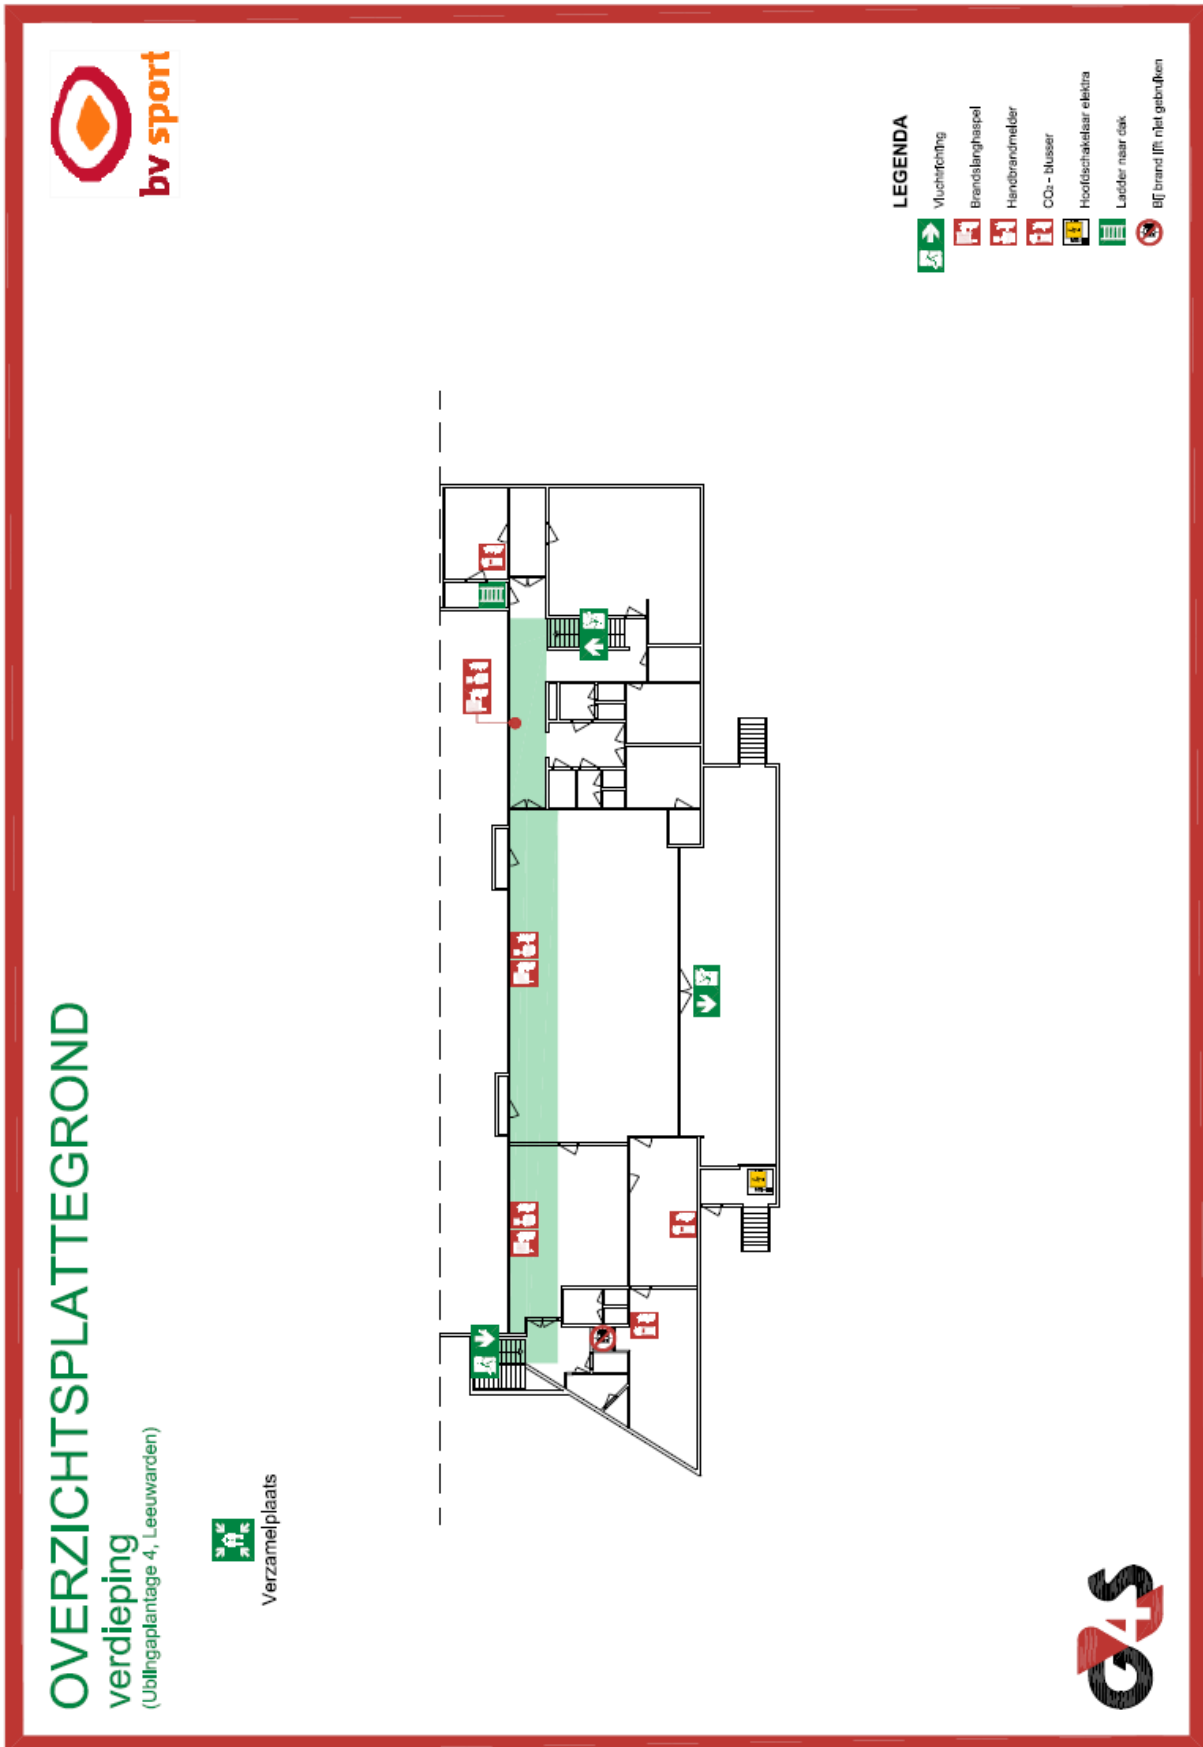 OVERZICHTSPLATTEGROND
verdieping
(Ublingaplantage 4, Leeuwarden)
bv sport
Verzamelplaats
LEGENDA
Vluchtrichting
Brandslanghaspel
Handbrandmelder
CO₂ - blusser
Hoofdschakelaar elektra
Ladder naar dak
Bij brand lift niet gebruiken
G4S